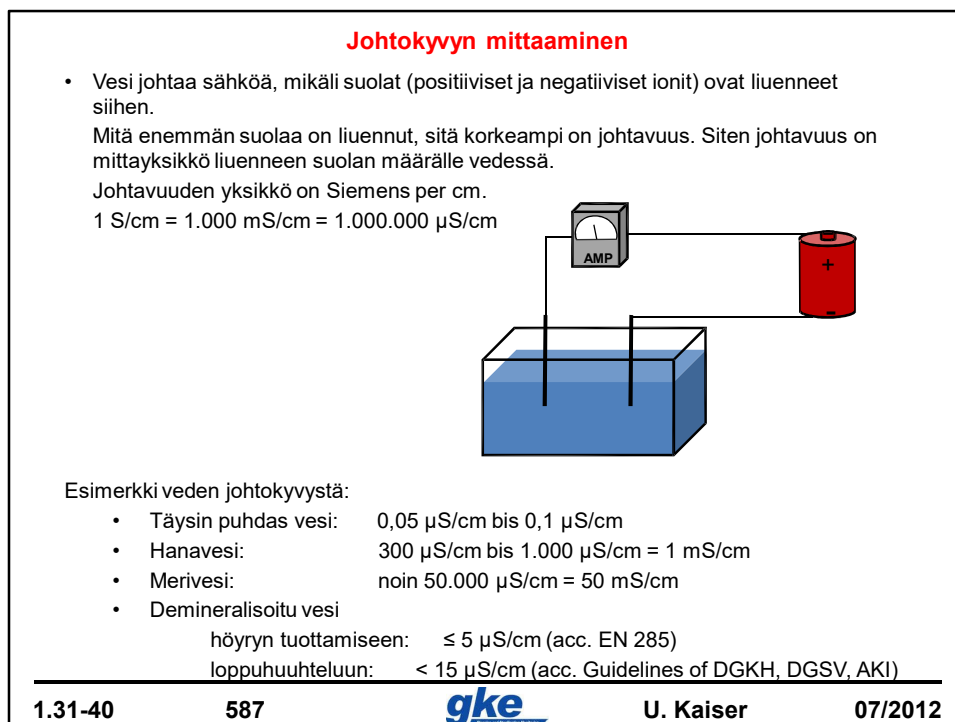 Johtokyvyn mittaaminen
• Vesi johtaa sähköä, mikäli suolat (positiiviset ja negatiiviset ionit) ovat liuenneet
siihen.
Mitä enemmän suolaa on liuennut, sitä korkeampi on johtavuus. Siten johtavuus on
mittayksikkö liuenneen suolan määrälle vedessä.
Johtavuuden yksikkö on Siemens per cm.
1 S/cm = 1.000 mS/cm = 1.000.000 µS/cm
AMP
+
-
Esimerkki veden johtokyvystä:
• Täysin puhdas vesi: 0,05 µS/cm bis 0,1 µS/cm
• Hanavesi: 300 µS/cm bis 1.000 µS/cm = 1 mS/cm
• Merivesi: noin 50.000 µS/cm = 50 mS/cm
• Demineralisoitu vesi
höyryn tuottamiseen: ≤ 5 µS/cm (acc. EN 285)
loppuhuuhteluun: < 15 µS/cm (acc. Guidelines of DGKH, DGSV, AKI)
1.31-40 587 gke U. Kaiser 07/2012